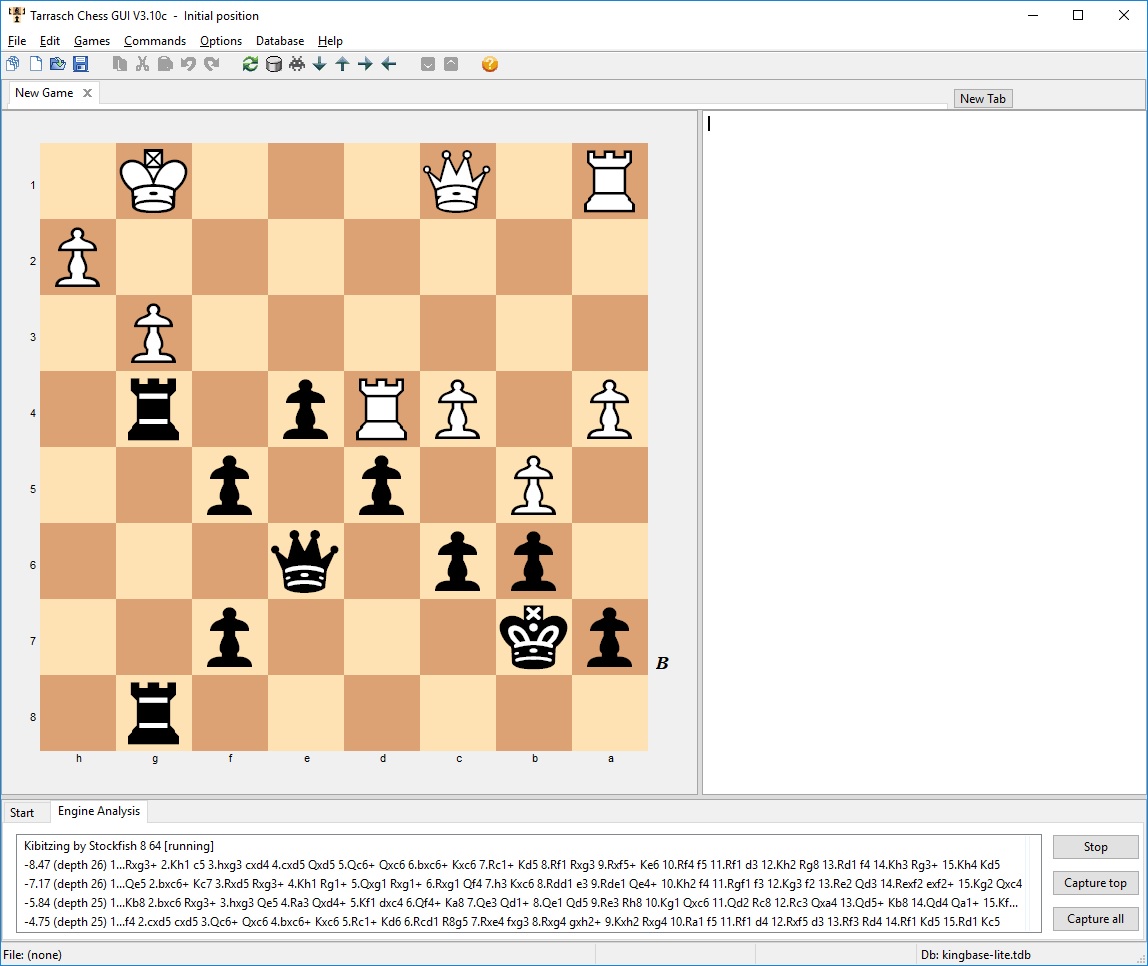 Tarrasch Chess GUI V3.10c - Initial position
File Edit Games Commands Options Database Help
New Game
New Tab
1
2
3
4
5
6
7
B
8
h g f e d c b a
Start Engine Analysis
Kibitzing by Stockfish 8 64 [running]
-8.47 (depth 26) 1...Rxg3+ 2.Kh1 c5 3.hxg3 cxd4 4.cxd5 Qxd5 5.Qc6+ Qxc6 6.bxc6+ Kxc6 7.Rc1+ Kd5 8.Rf1 Rxg3 9.Rxf5+ Ke6 10.Rf4 f5 11.Rf1 d3 12.Kh2 Rg8 13.Rd1 f4 14.Kh3 Rg3+ 15.Kh4 Kd5
-7.17 (depth 26) 1...Qe5 2.bxc6+ Kc7 3.Rxd5 Rxg3+ 4.Kh1 Rg1+ 5.Qxg1 Rxg1+ 6.Rxg1 Qf4 7.h3 Kxc6 8.Rdd1 e3 9.Rde1 Qe4+ 10.Kh2 f4 11.Rgf1 f3 12.Kg3 f2 13.Re2 Qd3 14.Rexf2 exf2+ 15.Kg2 Qxc4
-5.84 (depth 25) 1...Kb8 2.bxc6 Rxg3+ 3.hxg3 Qe5 4.Ra3 Qxd4+ 5.Kf1 dxc4 6.Qf4+ Ka8 7.Qe3 Qd1+ 8.Qe1 Qd5 9.Re3 Rh8 10.Kg1 Qxc6 11.Qd2 Rc8 12.Rc3 Qxa4 13.Qd5+ Kb8 14.Qd4 Qa1+ 15.Kf...
-4.75 (depth 25) 1...f4 2.cxd5 cxd5 3.Qc6+ Qxc6 4.bxc6+ Kxc6 5.Rc1+ Kd6 6.Rcd1 R8g5 7.Rxe4 fxg3 8.Rxg4 gxh2+ 9.Kxh2 Rxg4 10.Ra1 f5 11.Rf1 d4 12.Rxf5 d3 13.Rf3 Rd4 14.Rf1 Kd5 15.Rd1 Kc5
Stop
Capture top
Capture all
File: (none) Db: kingbase-lite.tdb